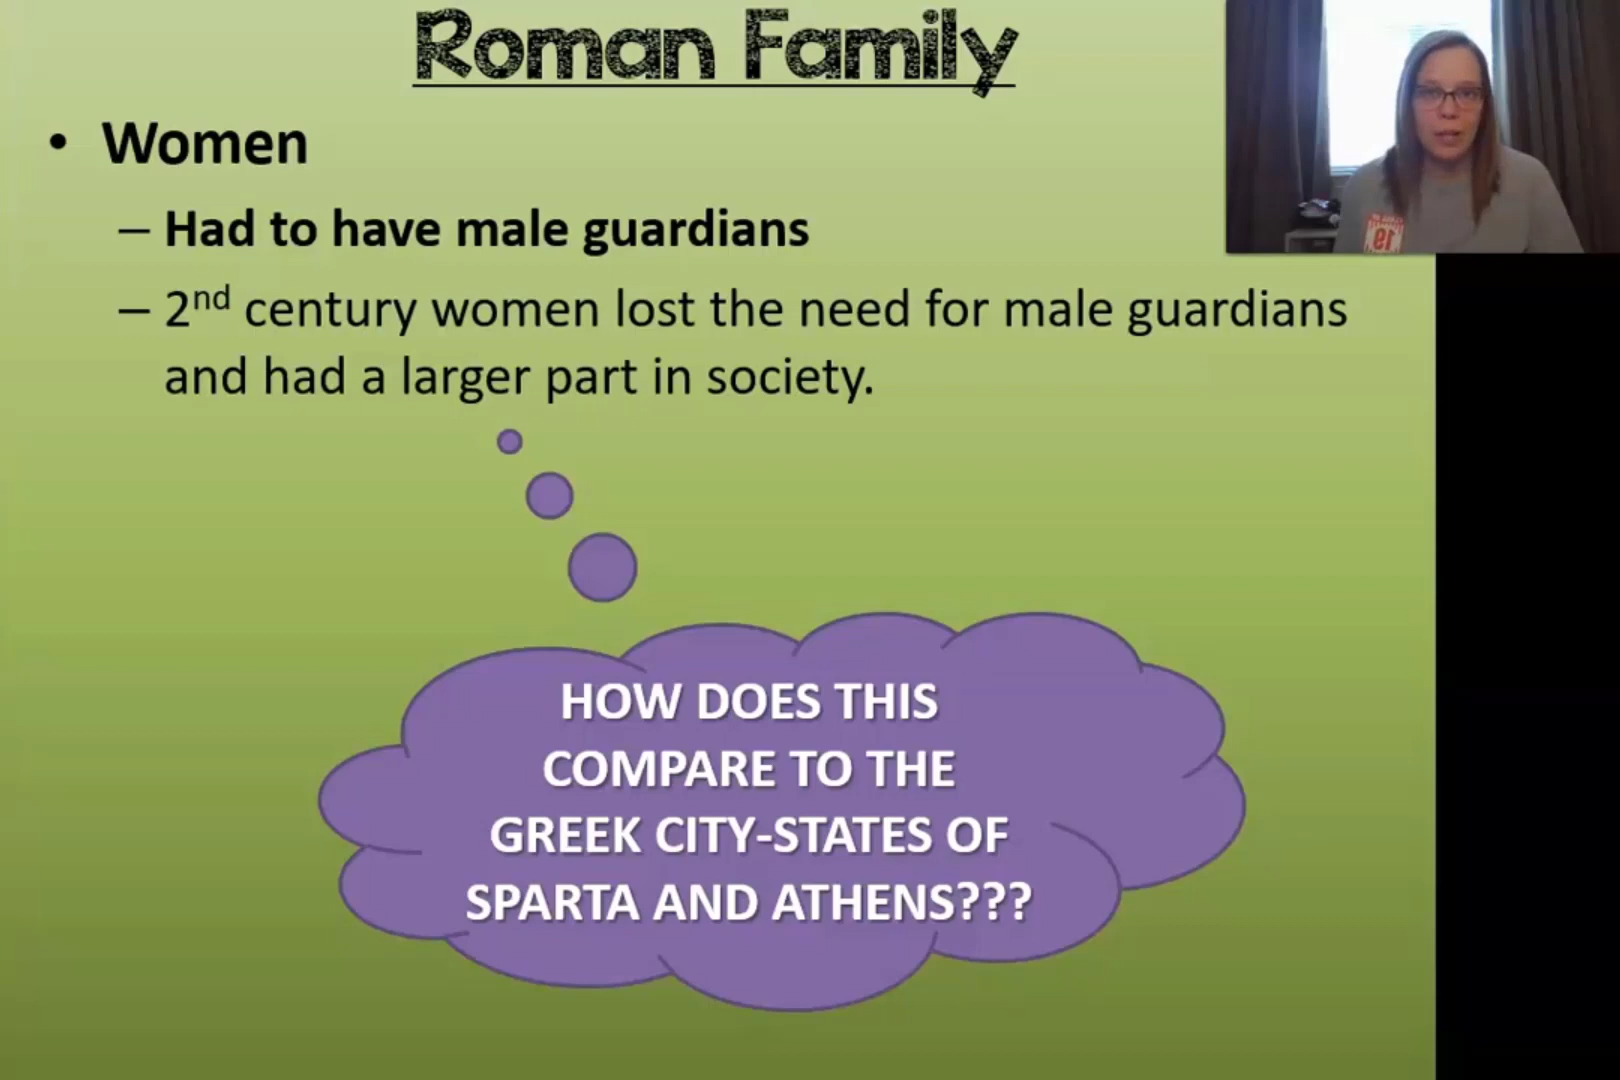 Roman Family
• Women
– Had to have male guardians
– 2nd century women lost the need for male guardians
and had a larger part in society.
HOW DOES THIS
COMPARE TO THE
GREEK CITY-STATES OF
SPARTA AND ATHENS???
19